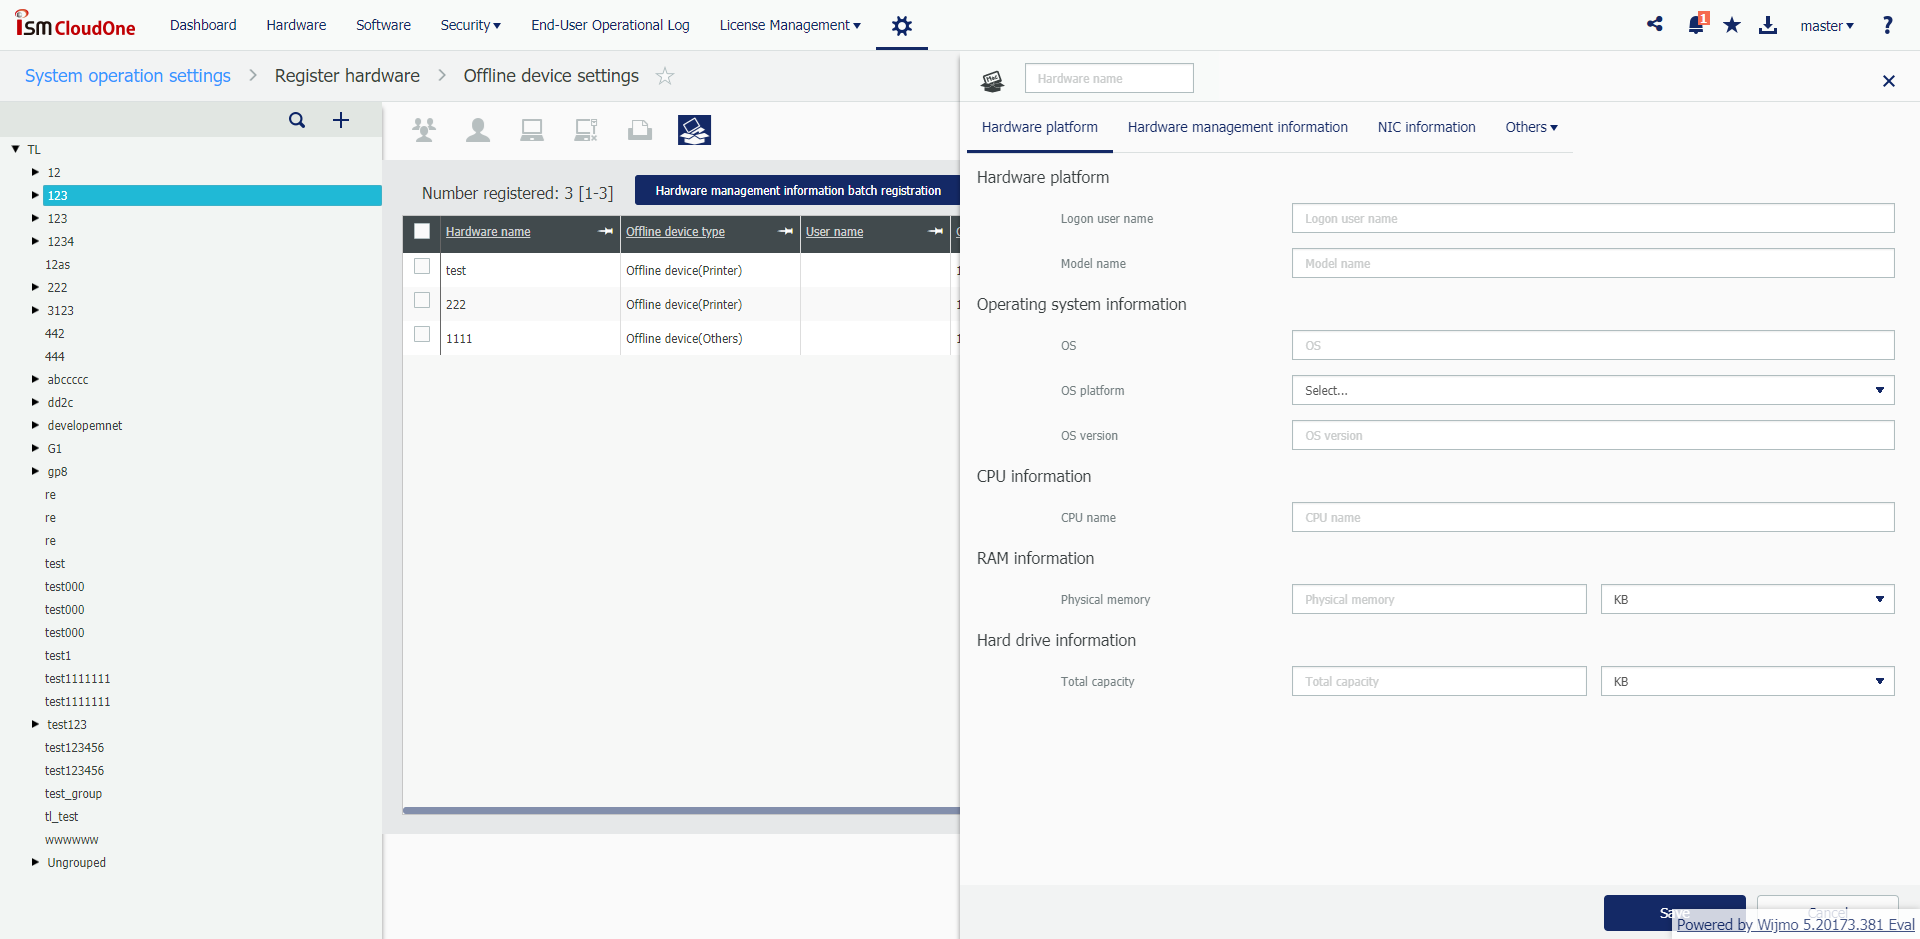 ISM CloudOne
Dashboard Hardware Software Security End-User Operational Log License Management 1 master ?
System operation settings > Register hardware > Offline device settings
Hardware name
Hardware platform Hardware management information NIC information Others
TL
12
123
123
1234
12as
222
3123
442
444
abccccc
dd2c
developemnet
G1
gp8
re
re
re
test
test000
test000
test000
test1
test1111111
test1111111
test123
test123456
test123456
test_group
tl_test
wwwwww
Ungrouped
Number registered: 3 [1-3] Hardware management information batch registration
Hardware name Offline device type User name
test Offline device(Printer)
222 Offline device(Printer)
1111 Offline device(Others)
Hardware platform
Logon user name Logon user name
Model name Model name
Operating system information
OS OS
OS platform Select...
OS version OS version
CPU information
CPU name CPU name
RAM information
Physical memory Physical memory KB
Hard drive information
Total capacity Total capacity KB
Save Cancel
Powered by Wijmo 5.20173.381 Eval